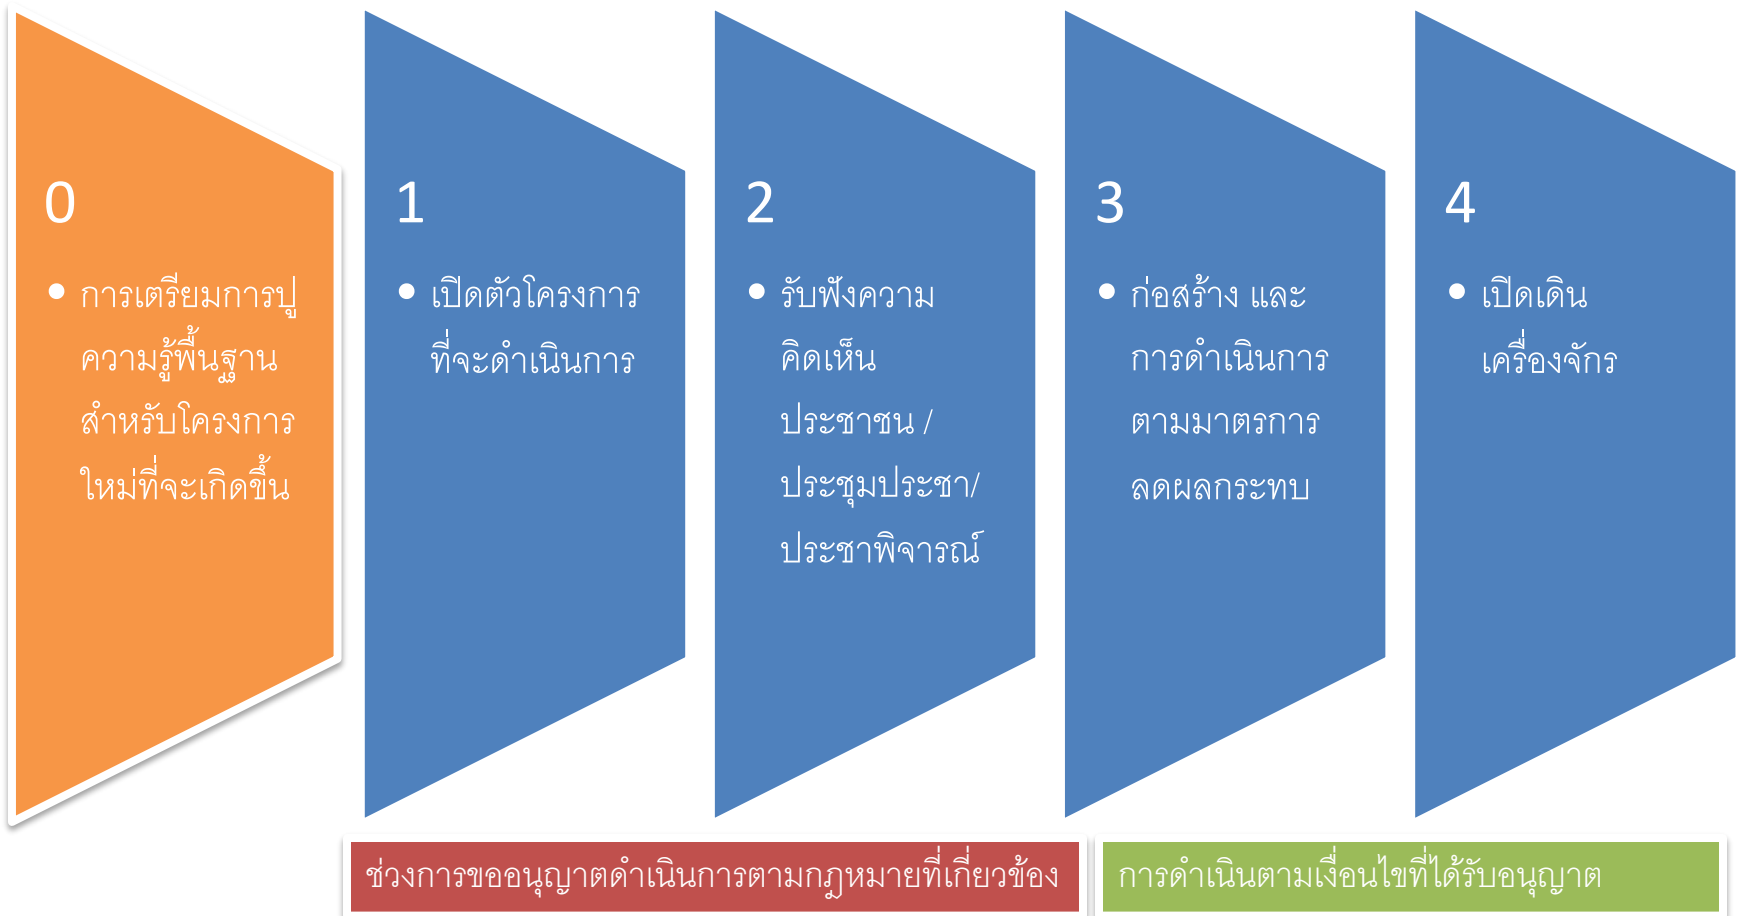 0
• การเตรียมการปู
ความรู้พื้นฐาน
สำหรับโครงการ
ใหม่ที่จะเกิดขึ้น
1
• เปิดตัวโครงการ
ที่จะดำเนินการ
2
• รับฟังความ
คิดเห็น
ประชาชน /
ประชุมประชา/
ประชาพิจารณ์
3
• ก่อสร้าง และ
การดำเนินการ
ตามมาตรการ
ลดผลกระทบ
4
• เปิดเดิน
เครื่องจักร
ช่วงการขออนุญาตดำเนินการตามกฎหมายที่เกี่ยวข้อง
การดำเนินตามเงื่อนไขที่ได้รับอนุญาต